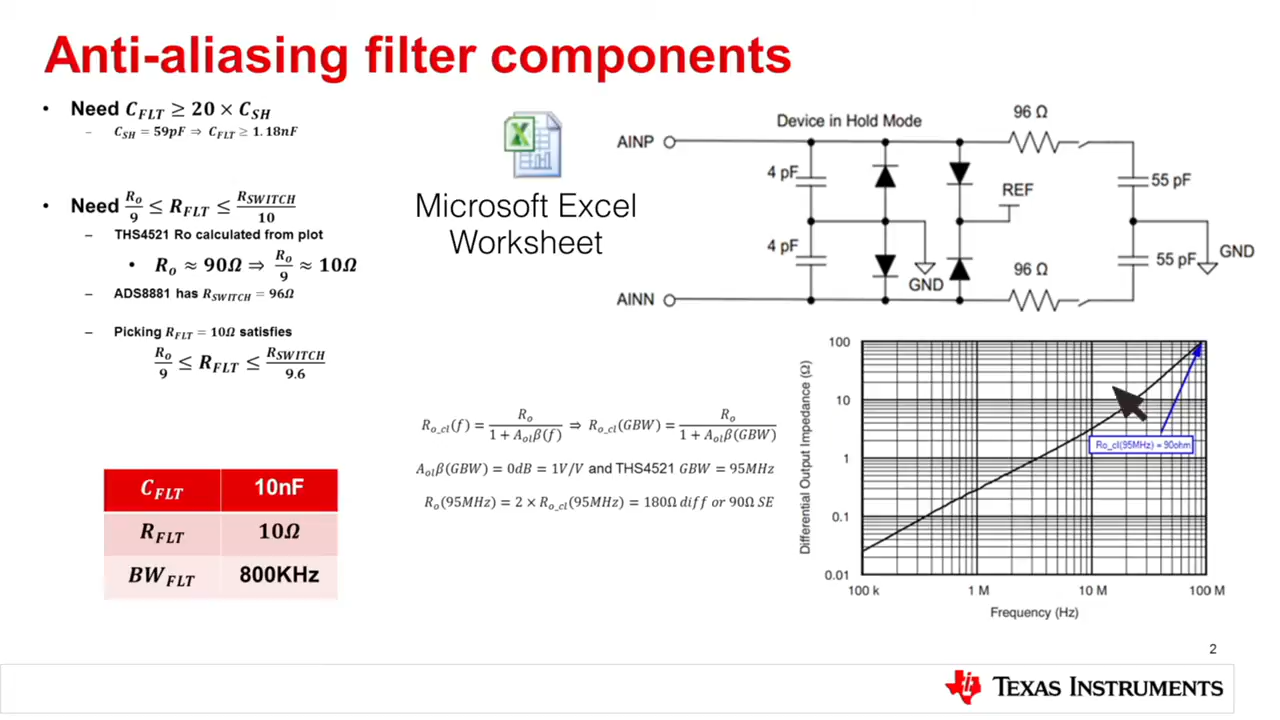 Anti-aliasing filter components
• Need C_FLT ≥ 20 × C_SH
– C_SH = 59pF ⇒ C_FLT ≥ 1.18nF
• Need R_o/9 ≤ R_FLT ≤ R_SWITCH/10
– THS4521 Ro calculated from plot
• R_o ≈ 90Ω ⇒ R_o/9 ≈ 10Ω
– ADS8881 has R_SWITCH = 96Ω
– Picking R_FLT = 10Ω satisfies
R_o/9 ≤ R_FLT ≤ R_SWITCH/9.6
C_FLT 10nF
R_FLT 10Ω
BW_FLT 800KHz
Microsoft Excel
Worksheet
R_o_cl(f) = R_o/(1 + A_olβ(f)) ⇒ R_o_cl(GBW) = R_o/(1 + A_olβ(GBW))
A_olβ(GBW) = 0dB = 1V/V and THS4521 GBW = 95MHz
R_o(95MHz) = 2 × R_o_cl(95MHz) = 180Ω diff or 90Ω SE
Device in Hold Mode
AINP
96 Ω
4 pF
55 pF
REF
4 pF
55 pF
GND
GND
96 Ω
AINN
Differential Output Impedance (Ω)
100
10
1
0.1
0.01
Ro_cl(95MHz) = 90ohm
100 k 1 M 10 M 100 M
Frequency (Hz)
2
TEXAS INSTRUMENTS